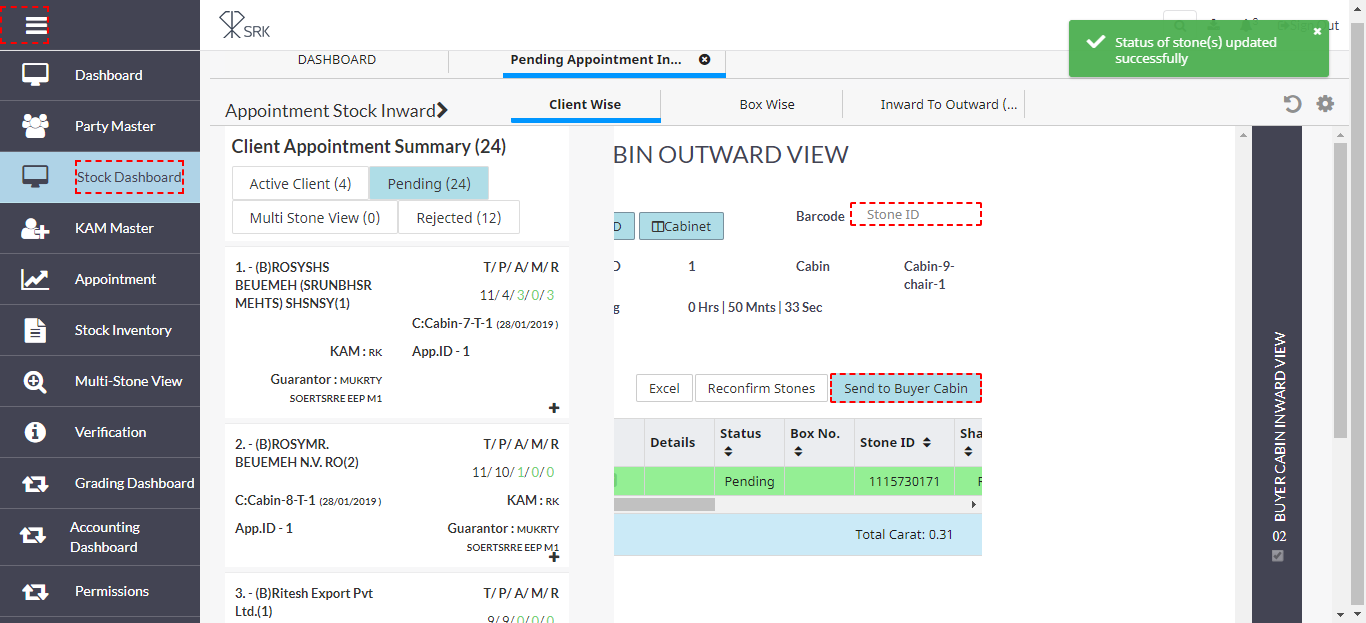 SRK
Status of stone(s) updated
successfully
Dashboard
Party Master
Stock Dashboard
KAM Master
Appointment
Stock Inventory
Multi-Stone View
Verification
Grading Dashboard
Accounting
Dashboard
Permissions
DASHBOARD
Pending Appointment In...
Appointment Stock Inward
Client Wise
Box Wise
Inward To Outward (...
Client Appointment Summary (24)
Active Client (4)
Pending (24)
Multi Stone View (0)
Rejected (12)
1. - (B)ROSYSHS
BEUEMEH (SRUNBHSR
MEHTS) SHSNSY(1)
T/ P/ A/ M/ R
11/ 4/ 3/ 0/ 3
C:Cabin-7-T-1 (28/01/2019 )
KAM : RK
App.ID - 1
Guarantor : MUKRTY
SOERTSRRE EEP M1
2. - (B)ROSYMR.
BEUEMEH N.V. RO(2)
T/ P/ A/ M/ R
11/ 10/ 1/ 0/ 0
C:Cabin-8-T-1 (28/01/2019 )
KAM : RK
App.ID - 1
Guarantor : MUKRTY
SOERTSRRE EEP M1
3. - (B)Ritesh Export Pvt
Ltd.(1)
T/ P/ A/ M/ R
9/ 9/ 0/ 0/ 0
BIN OUTWARD VIEW
Barcode
Stone ID
D
Cabinet
D
1
Cabin
Cabin-9-
chair-1
g
0 Hrs | 50 Mnts | 33 Sec
Excel
Reconfirm Stones
Send to Buyer Cabin
Details
Status
Box No.
Stone ID
Sha
Pending
1115730171
Total Carat: 0.31
BUYER CABIN INWARD VIEW
02